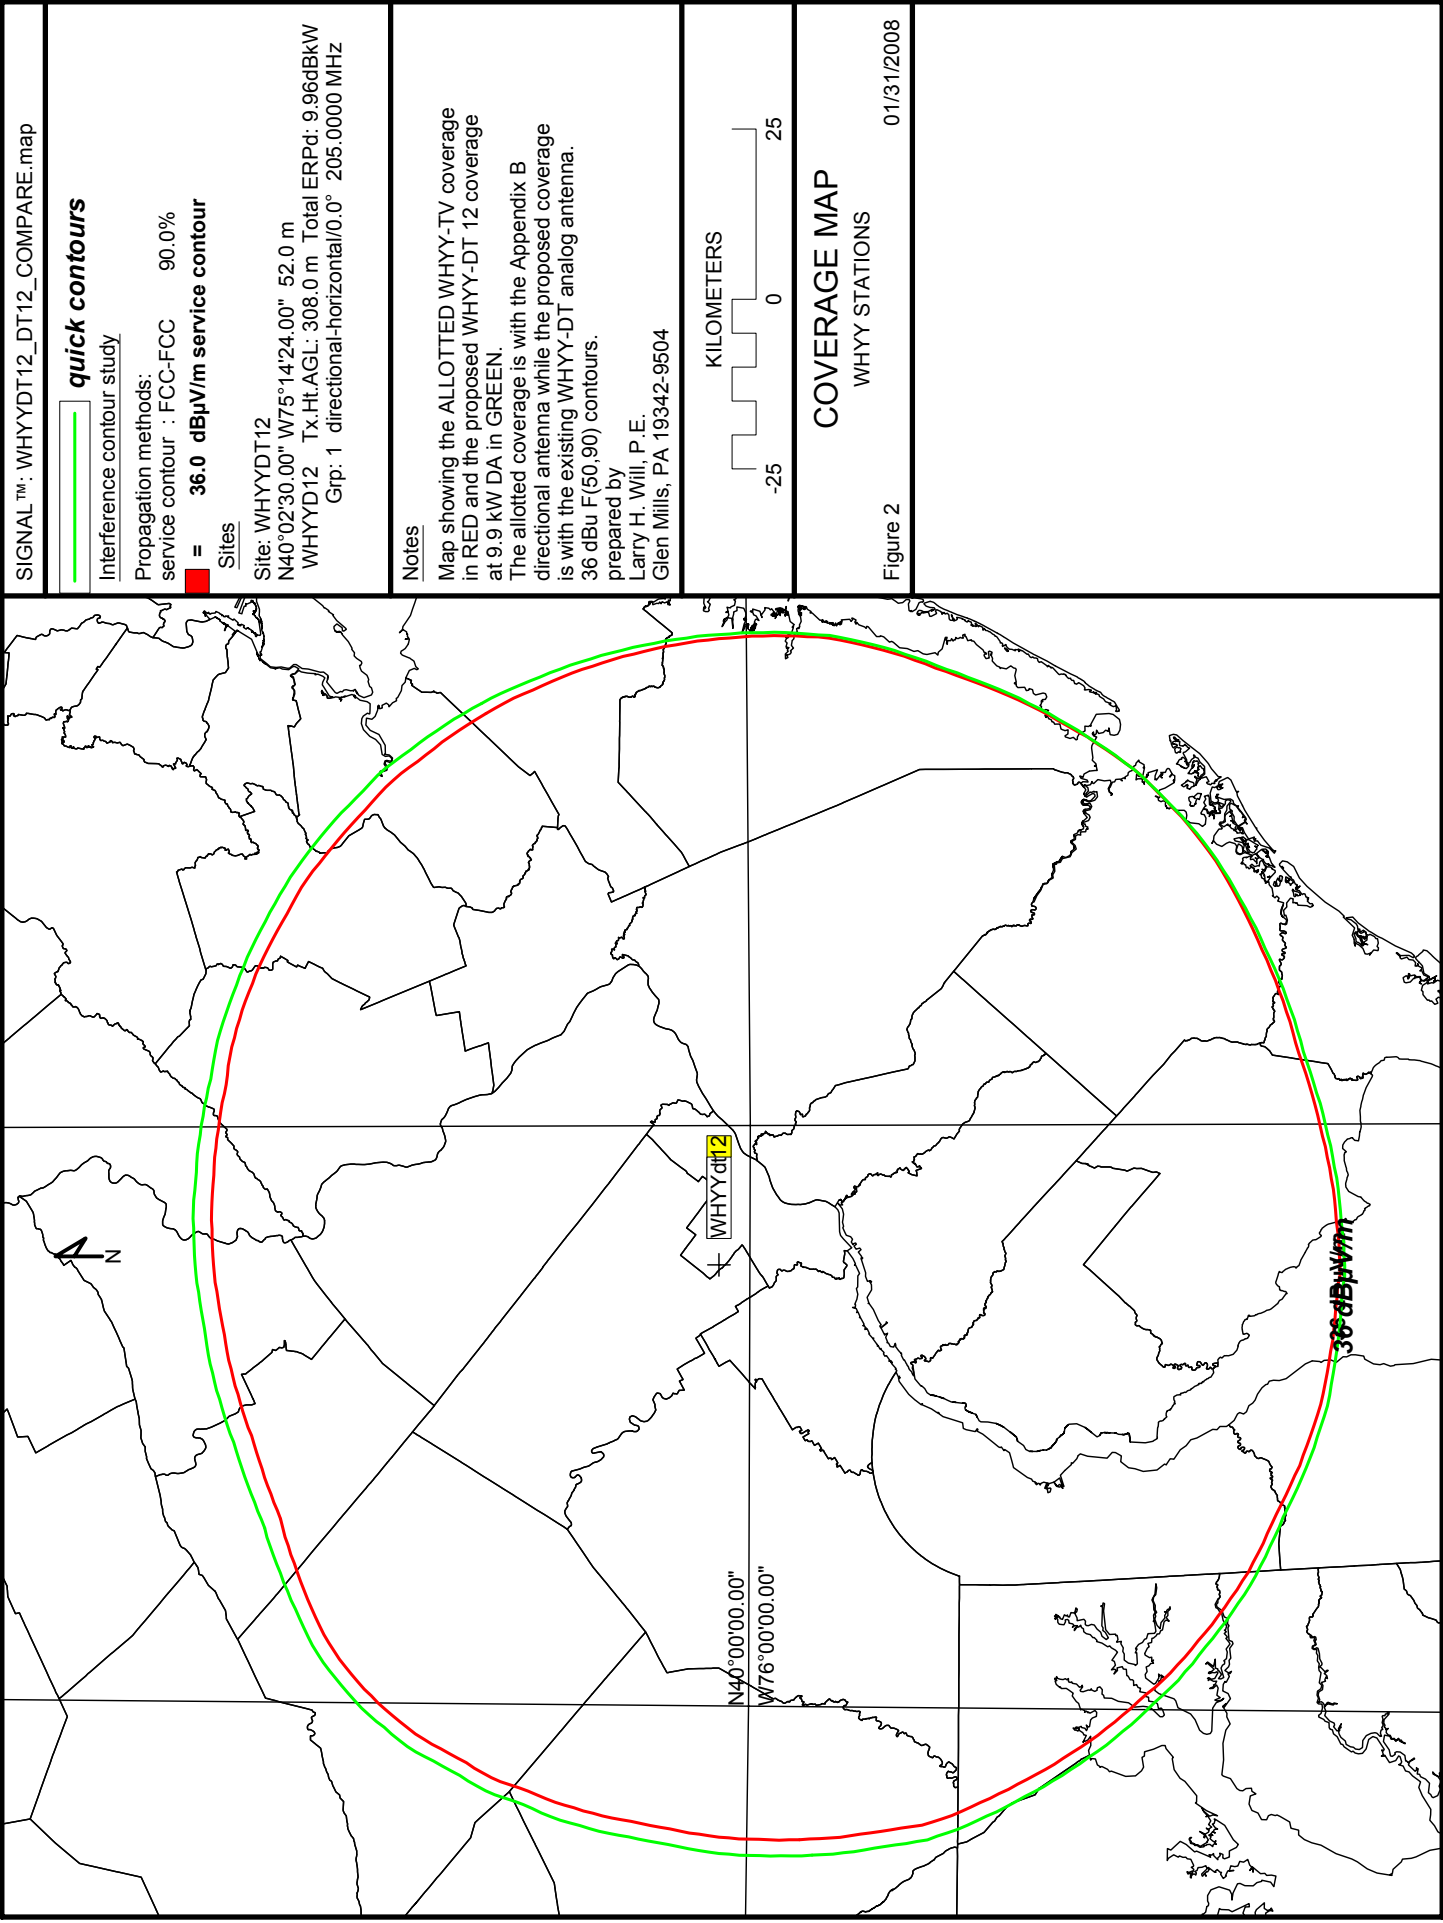 SIGNAL ™: WHYYDT12_DT12_COMPARE.map
quick contours
Interference contour study
Propagation methods:
service contour : FCC-FCC 90.0%
= 36.0 dBµV/m service contour
Sites
Site: WHYYDT12
N40°02'30.00" W75°14'24.00" 52.0 m
WHYYD12 Tx.Ht.AGL: 308.0 m Total ERPd: 9.96dBkW
Grp: 1 directional-horizontal/0.0° 205.0000 MHz
Notes
Map showing the ALLOTTED WHYY-TV coverage
in RED and the proposed WHYY-DT 12 coverage
at 9.9 kW DA in GREEN.
The allotted coverage is with the Appendix B
directional antenna while the proposed coverage
is with the existing WHYY-DT analog antenna.
36 dBu F(50,90) contours.
prepared by
Larry H. Will, P.E.
Glen Mills, PA 19342-9504
KILOMETERS
-25 0 25
COVERAGE MAP
WHYY STATIONS
Figure 2 01/31/2008
N
WHYYdt12
N40°00'00.00"
W76°00'00.00"
36 dBµV/m
36 dBµV/m